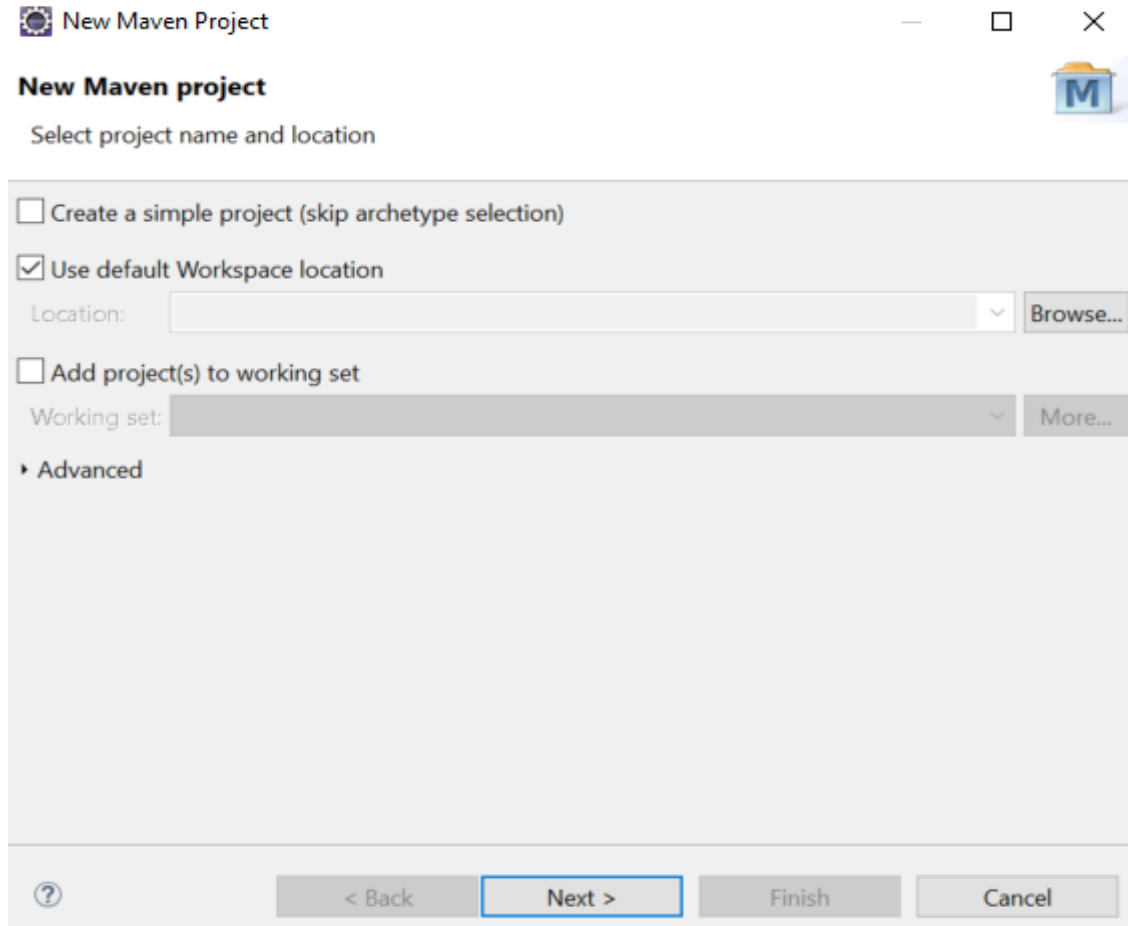 New Maven Project
New Maven project
M
Select project name and location
Create a simple project (skip archetype selection)
Use default Workspace location
Location: Browse...
Add project(s) to working set
Working set: More...
Advanced
? < Back Next > Finish Cancel